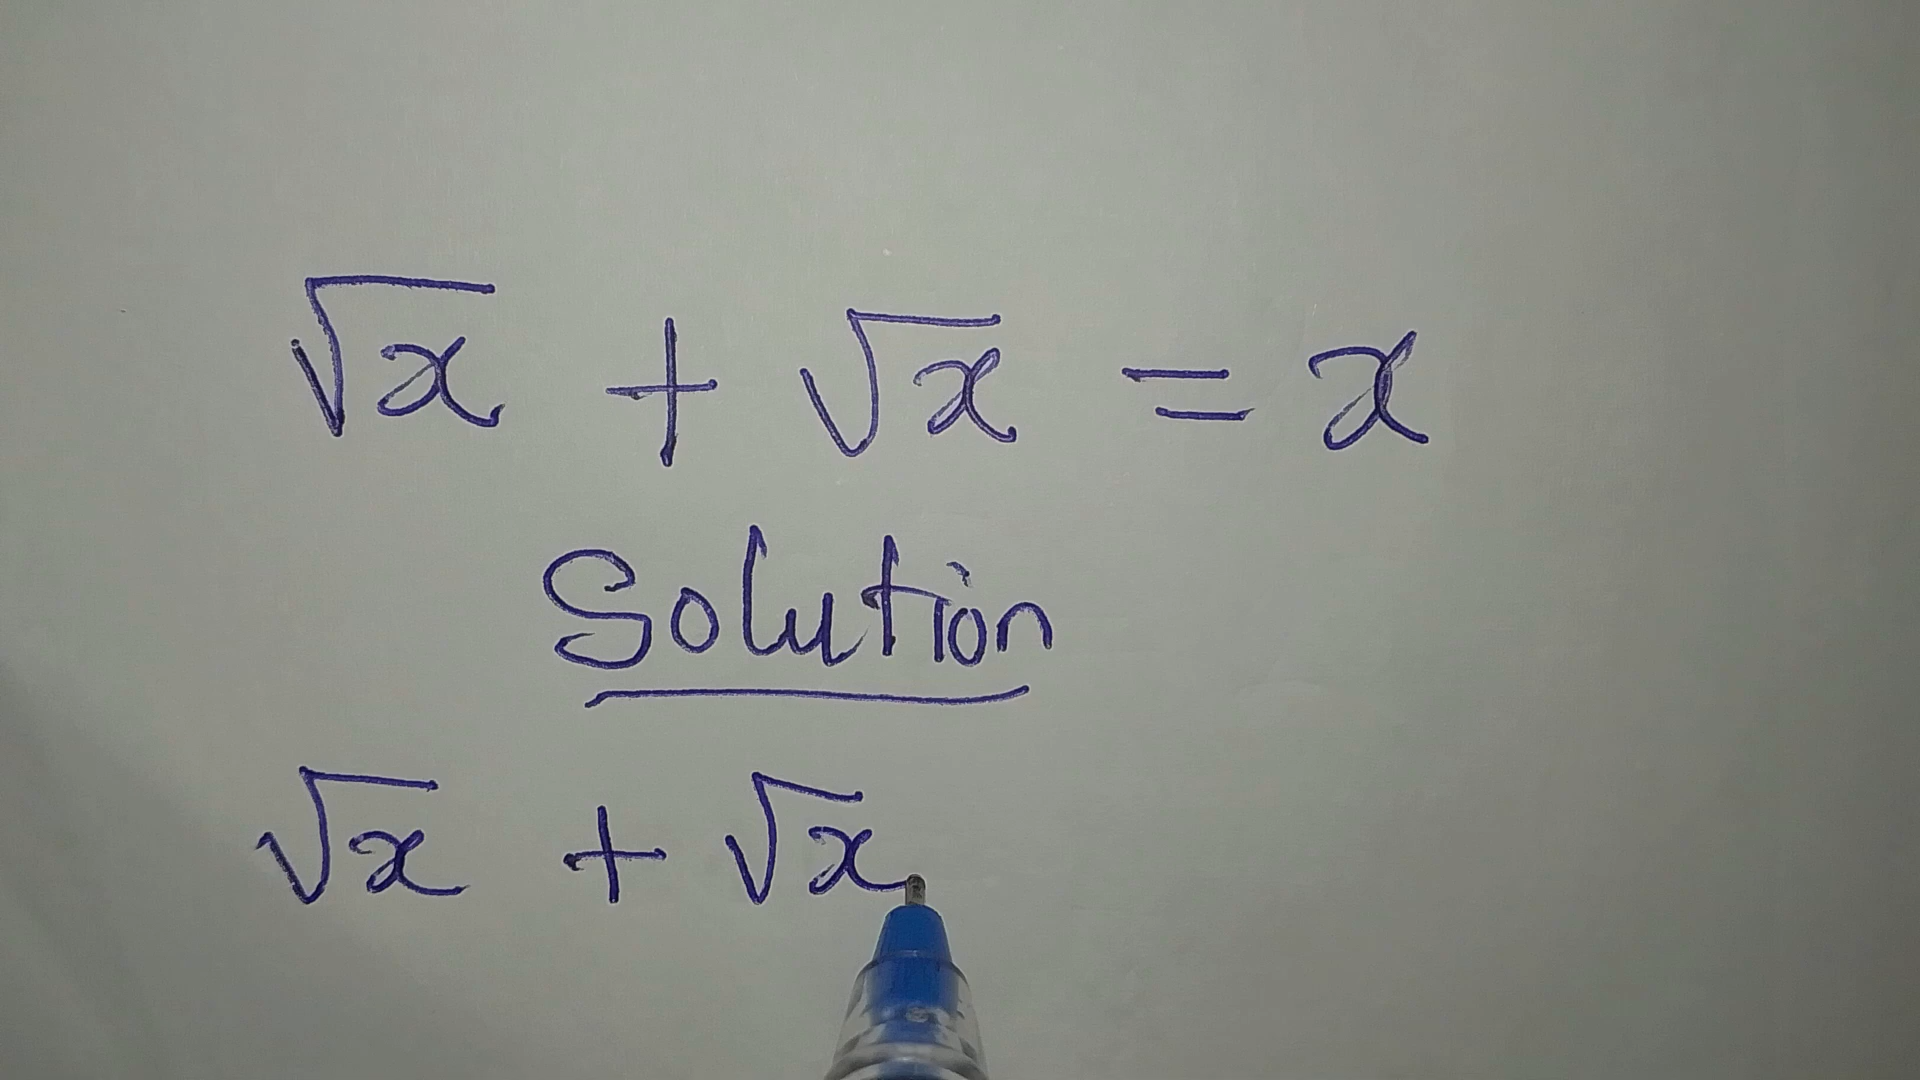 √x + √x = x
Solution
√x + √x